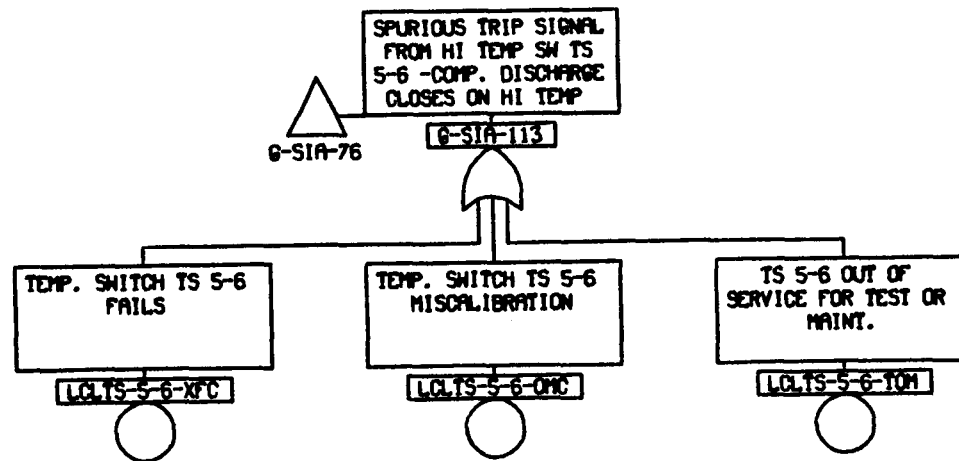 SPURIOUS TRIP SIGNAL
FROM HI TEMP SW TS
5-6 -COMP. DISCHARGE
CLOSES ON HI TEMP
G-SIA-76
G-SIA-113
TEMP. SWITCH TS 5-6
FAILS
TEMP. SWITCH TS 5-6
MISCALIBRATION
TS 5-6 OUT OF
SERVICE FOR TEST OR
MAINT.
LCLTS-5-6-XFC
LCLTS-5-6-OMC
LCLTS-5-6-TOM